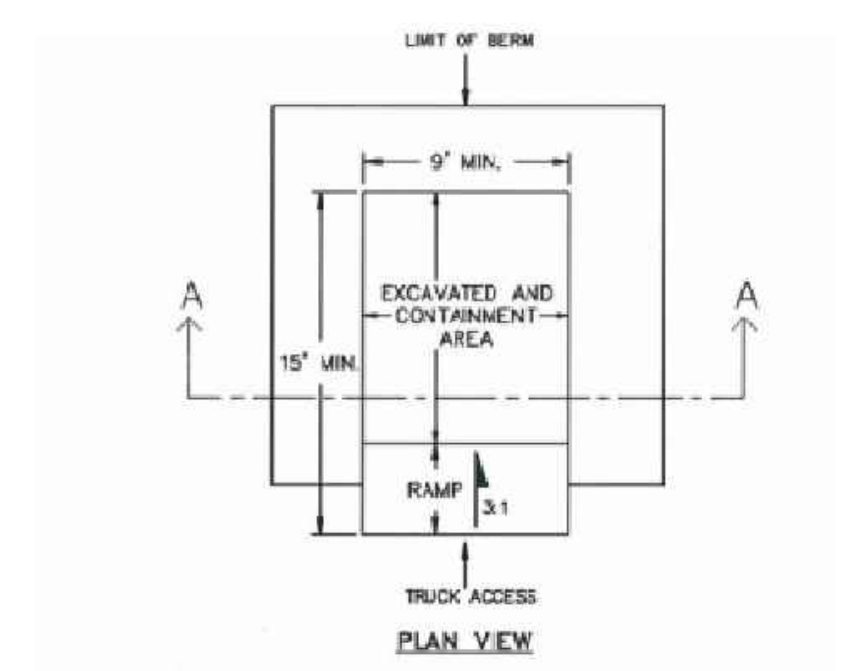 LIMIT OF BERM
9' MIN.
A
EXCAVATED AND
CONTAINMENT
AREA
A
15' MIN.
RAMP
3:1
TRUCK ACCESS
PLAN VIEW